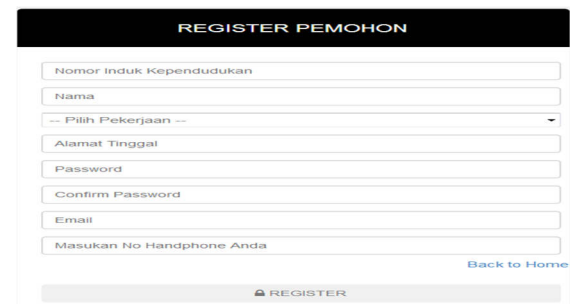 REGISTER PEMOHON
Nomor Induk Kependudukan
Nama
-- Pilih Pekerjaan --
Alamat Tinggal
Password
Confirm Password
Email
Masukan No Handphone Anda
Back to Home
REGISTER